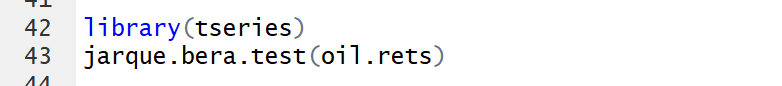 42 library(tseries)
43 jarque.bera.test(oil.rets)